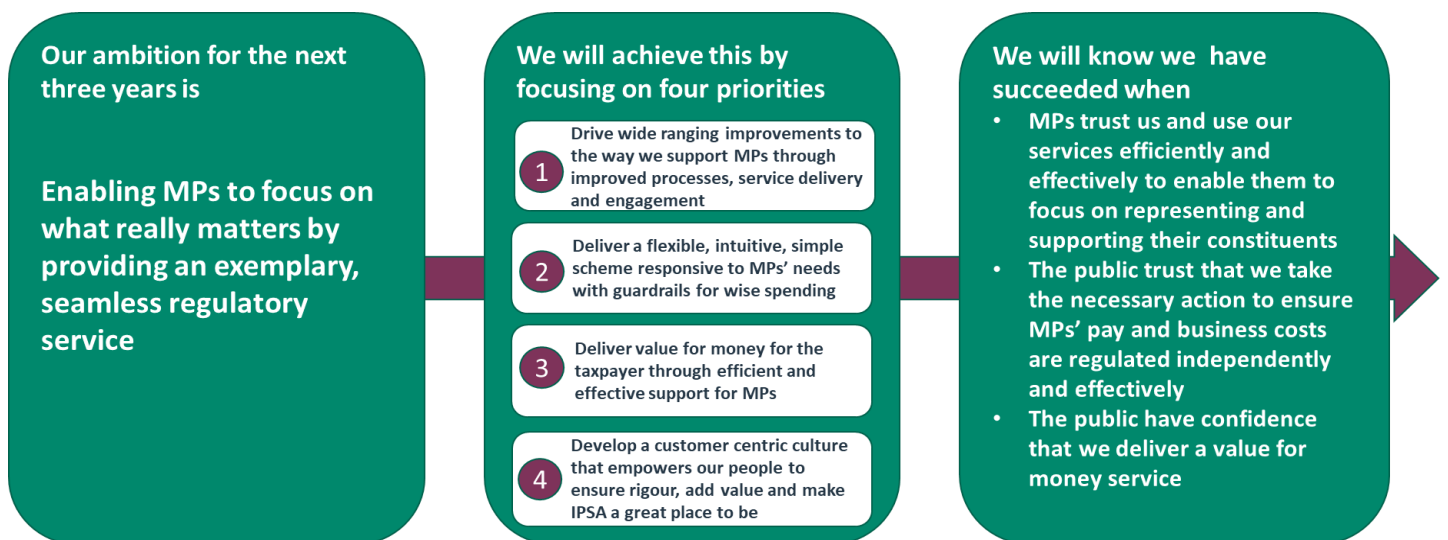 Our ambition for the next
three years is
Enabling MPs to focus on
what really matters by
providing an exemplary,
seamless regulatory
service
We will achieve this by
focusing on four priorities
1
Drive wide ranging improvements to
the way we support MPs through
improved processes, service delivery
and engagement
2
Deliver a flexible, intuitive, simple
scheme responsive to MPs’ needs
with guardrails for wise spending
3
Deliver value for money for the
taxpayer through efficient and
effective support for MPs
4
Develop a customer centric culture
that empowers our people to
ensure rigour, add value and make
IPSA a great place to be
We will know we have
succeeded when
• MPs trust us and use our
services efficiently and
effectively to enable them to
focus on representing and
supporting their constituents
• The public trust that we take
the necessary action to ensure
MPs’ pay and business costs
are regulated independently
and effectively
• The public have confidence
that we deliver a value for
money service